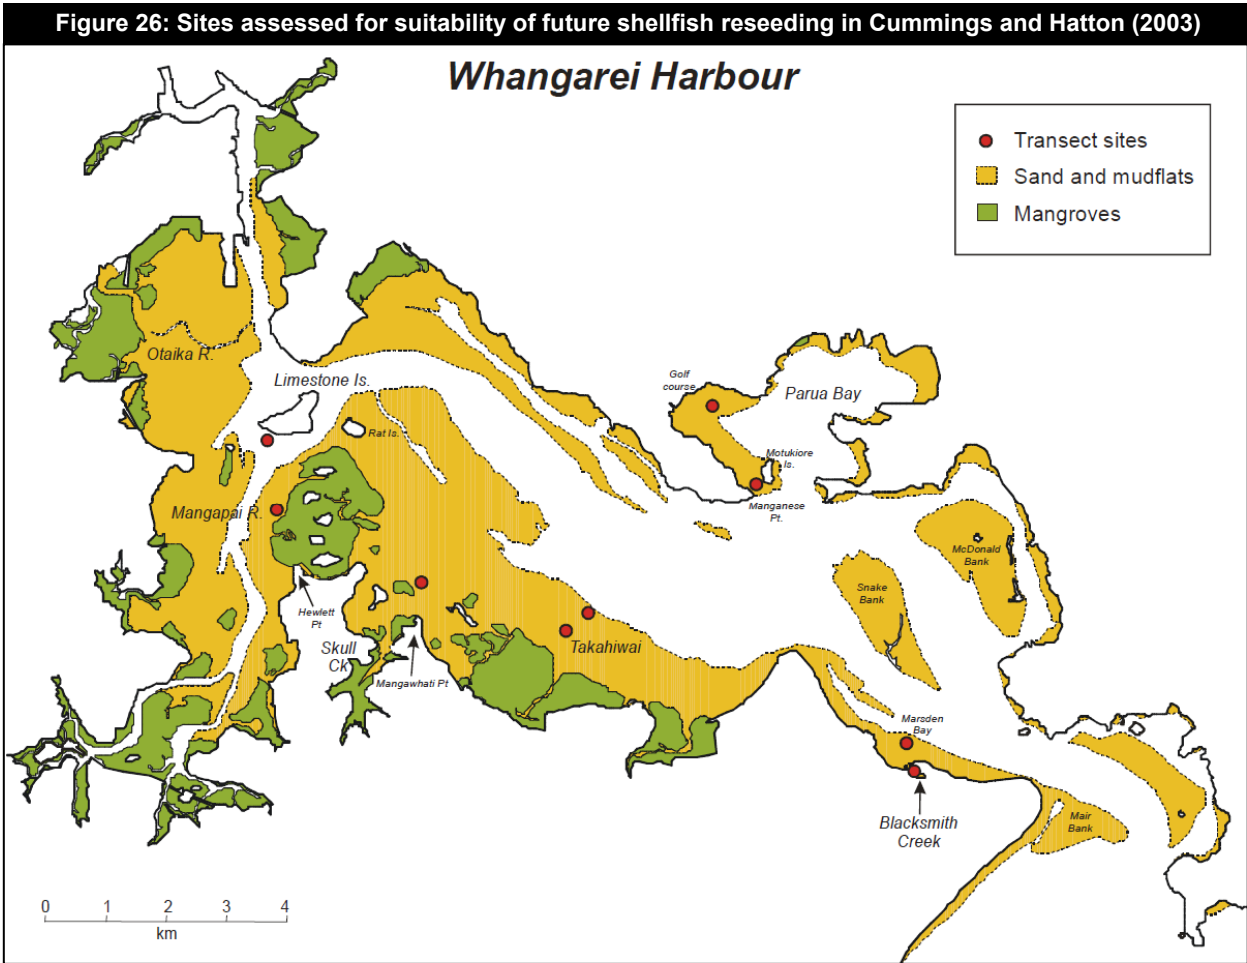 Figure 26: Sites assessed for suitability of future shellfish reseeding in Cummings and Hatton (2003)
Whangarei Harbour
Transect sites
Sand and mudflats
Mangroves
Otaika R.
Limestone Is.
Rat Is.
Golf
course
Parua Bay
Motukiore
Is.
Manganese
Pt.
Mangapai R.
McDonald
Bank
Snake
Bank
Hewlett
Pt
Skull
Ck
Mangawhati Pt
Takahiwai
Marsden
Bay
Blacksmith
Creek
Mair
Bank
0 1 2 3 4
km